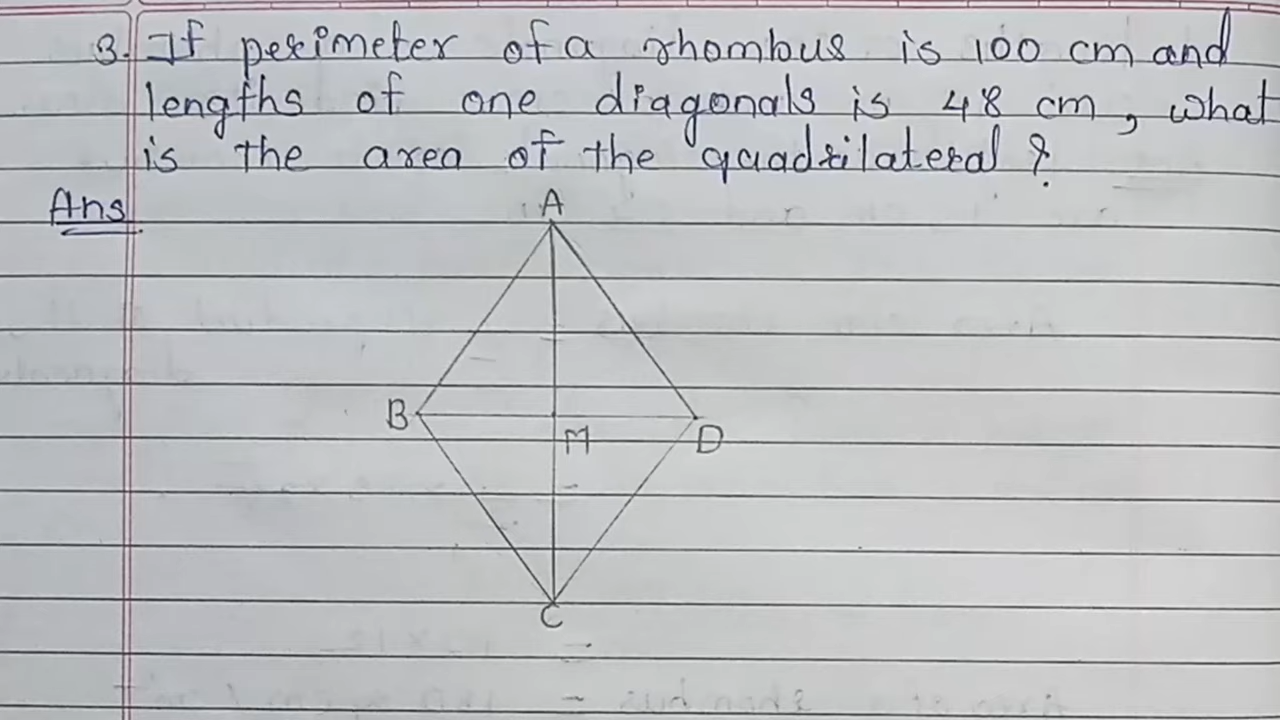 3. If perimeter of a rhombus is 100 cm and
lengths of one diagonals is 48 cm, what
is the area of the quadrilateral ?
Ans
A
B
M
D
C